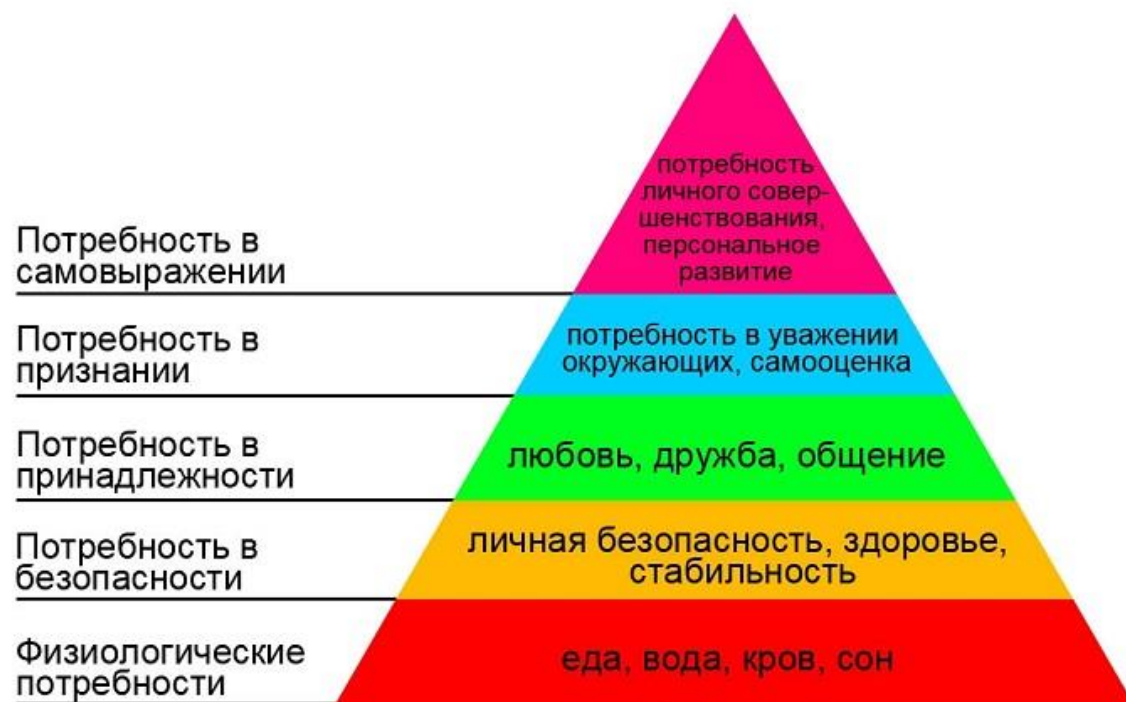 потребность
личного совер-
шенствования,
персональное
развитие
Потребность в
самовыражении
потребность в уважении
окружающих, самооценка
Потребность в
признании
любовь, дружба, общение
Потребность в
принадлежности
личная безопасность, здоровье,
стабильность
Потребность в
безопасности
еда, вода, кров, сон
Физиологические
потребности